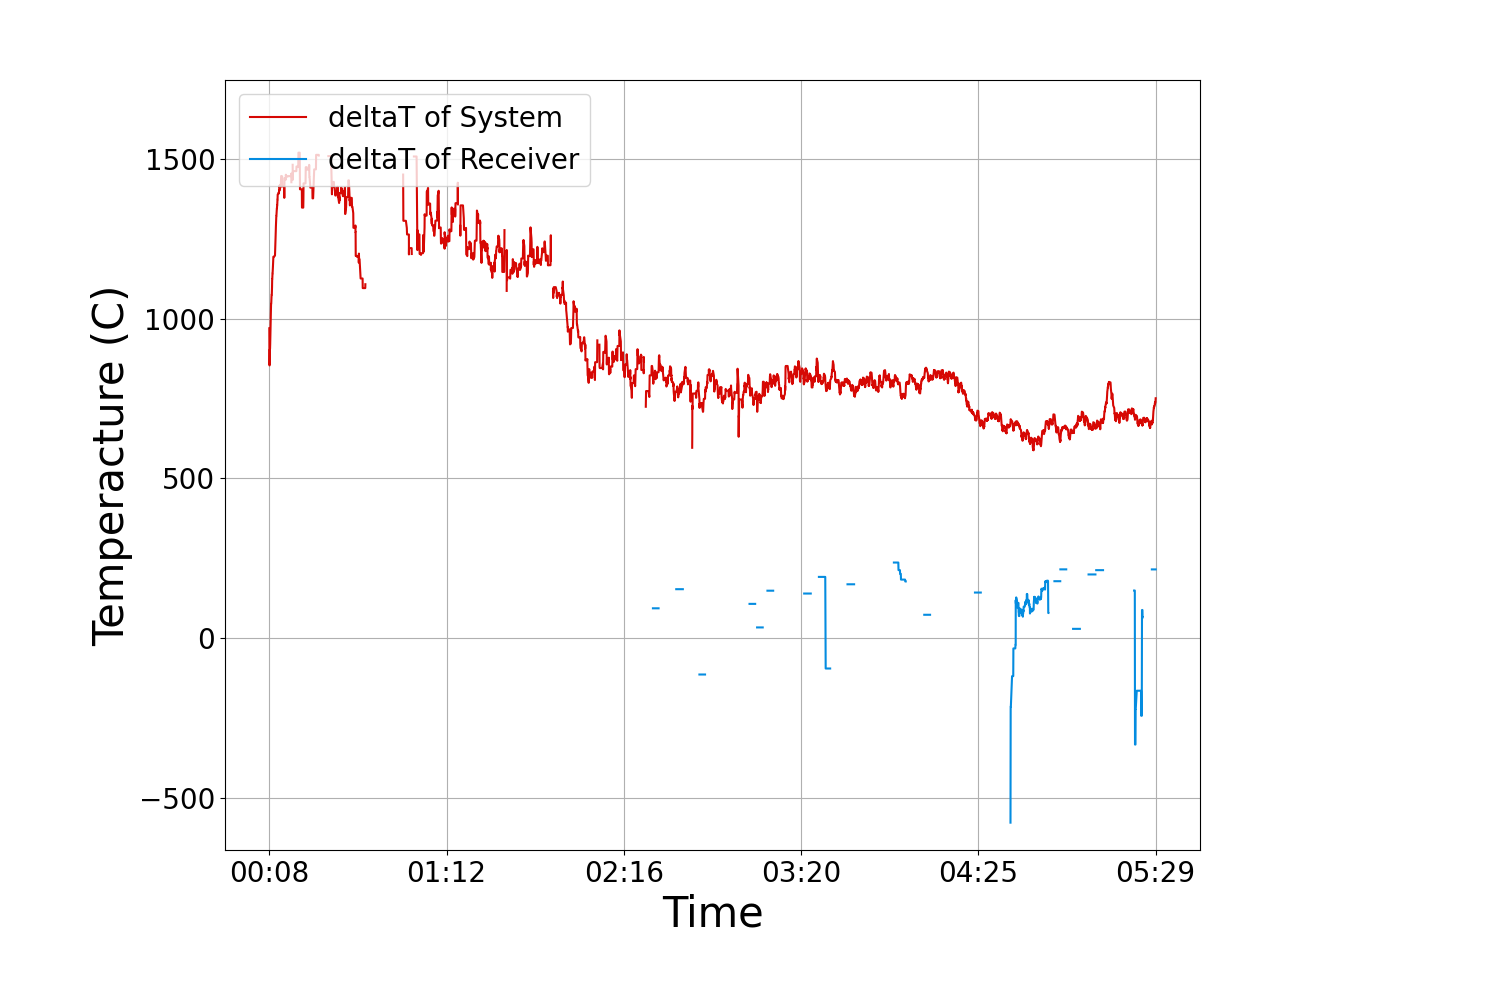 deltaT of System
deltaT of Receiver
1500
1000
500
0
−500
Temperacture (C)
00:08 01:12 02:16 03:20 04:25 05:29
Time